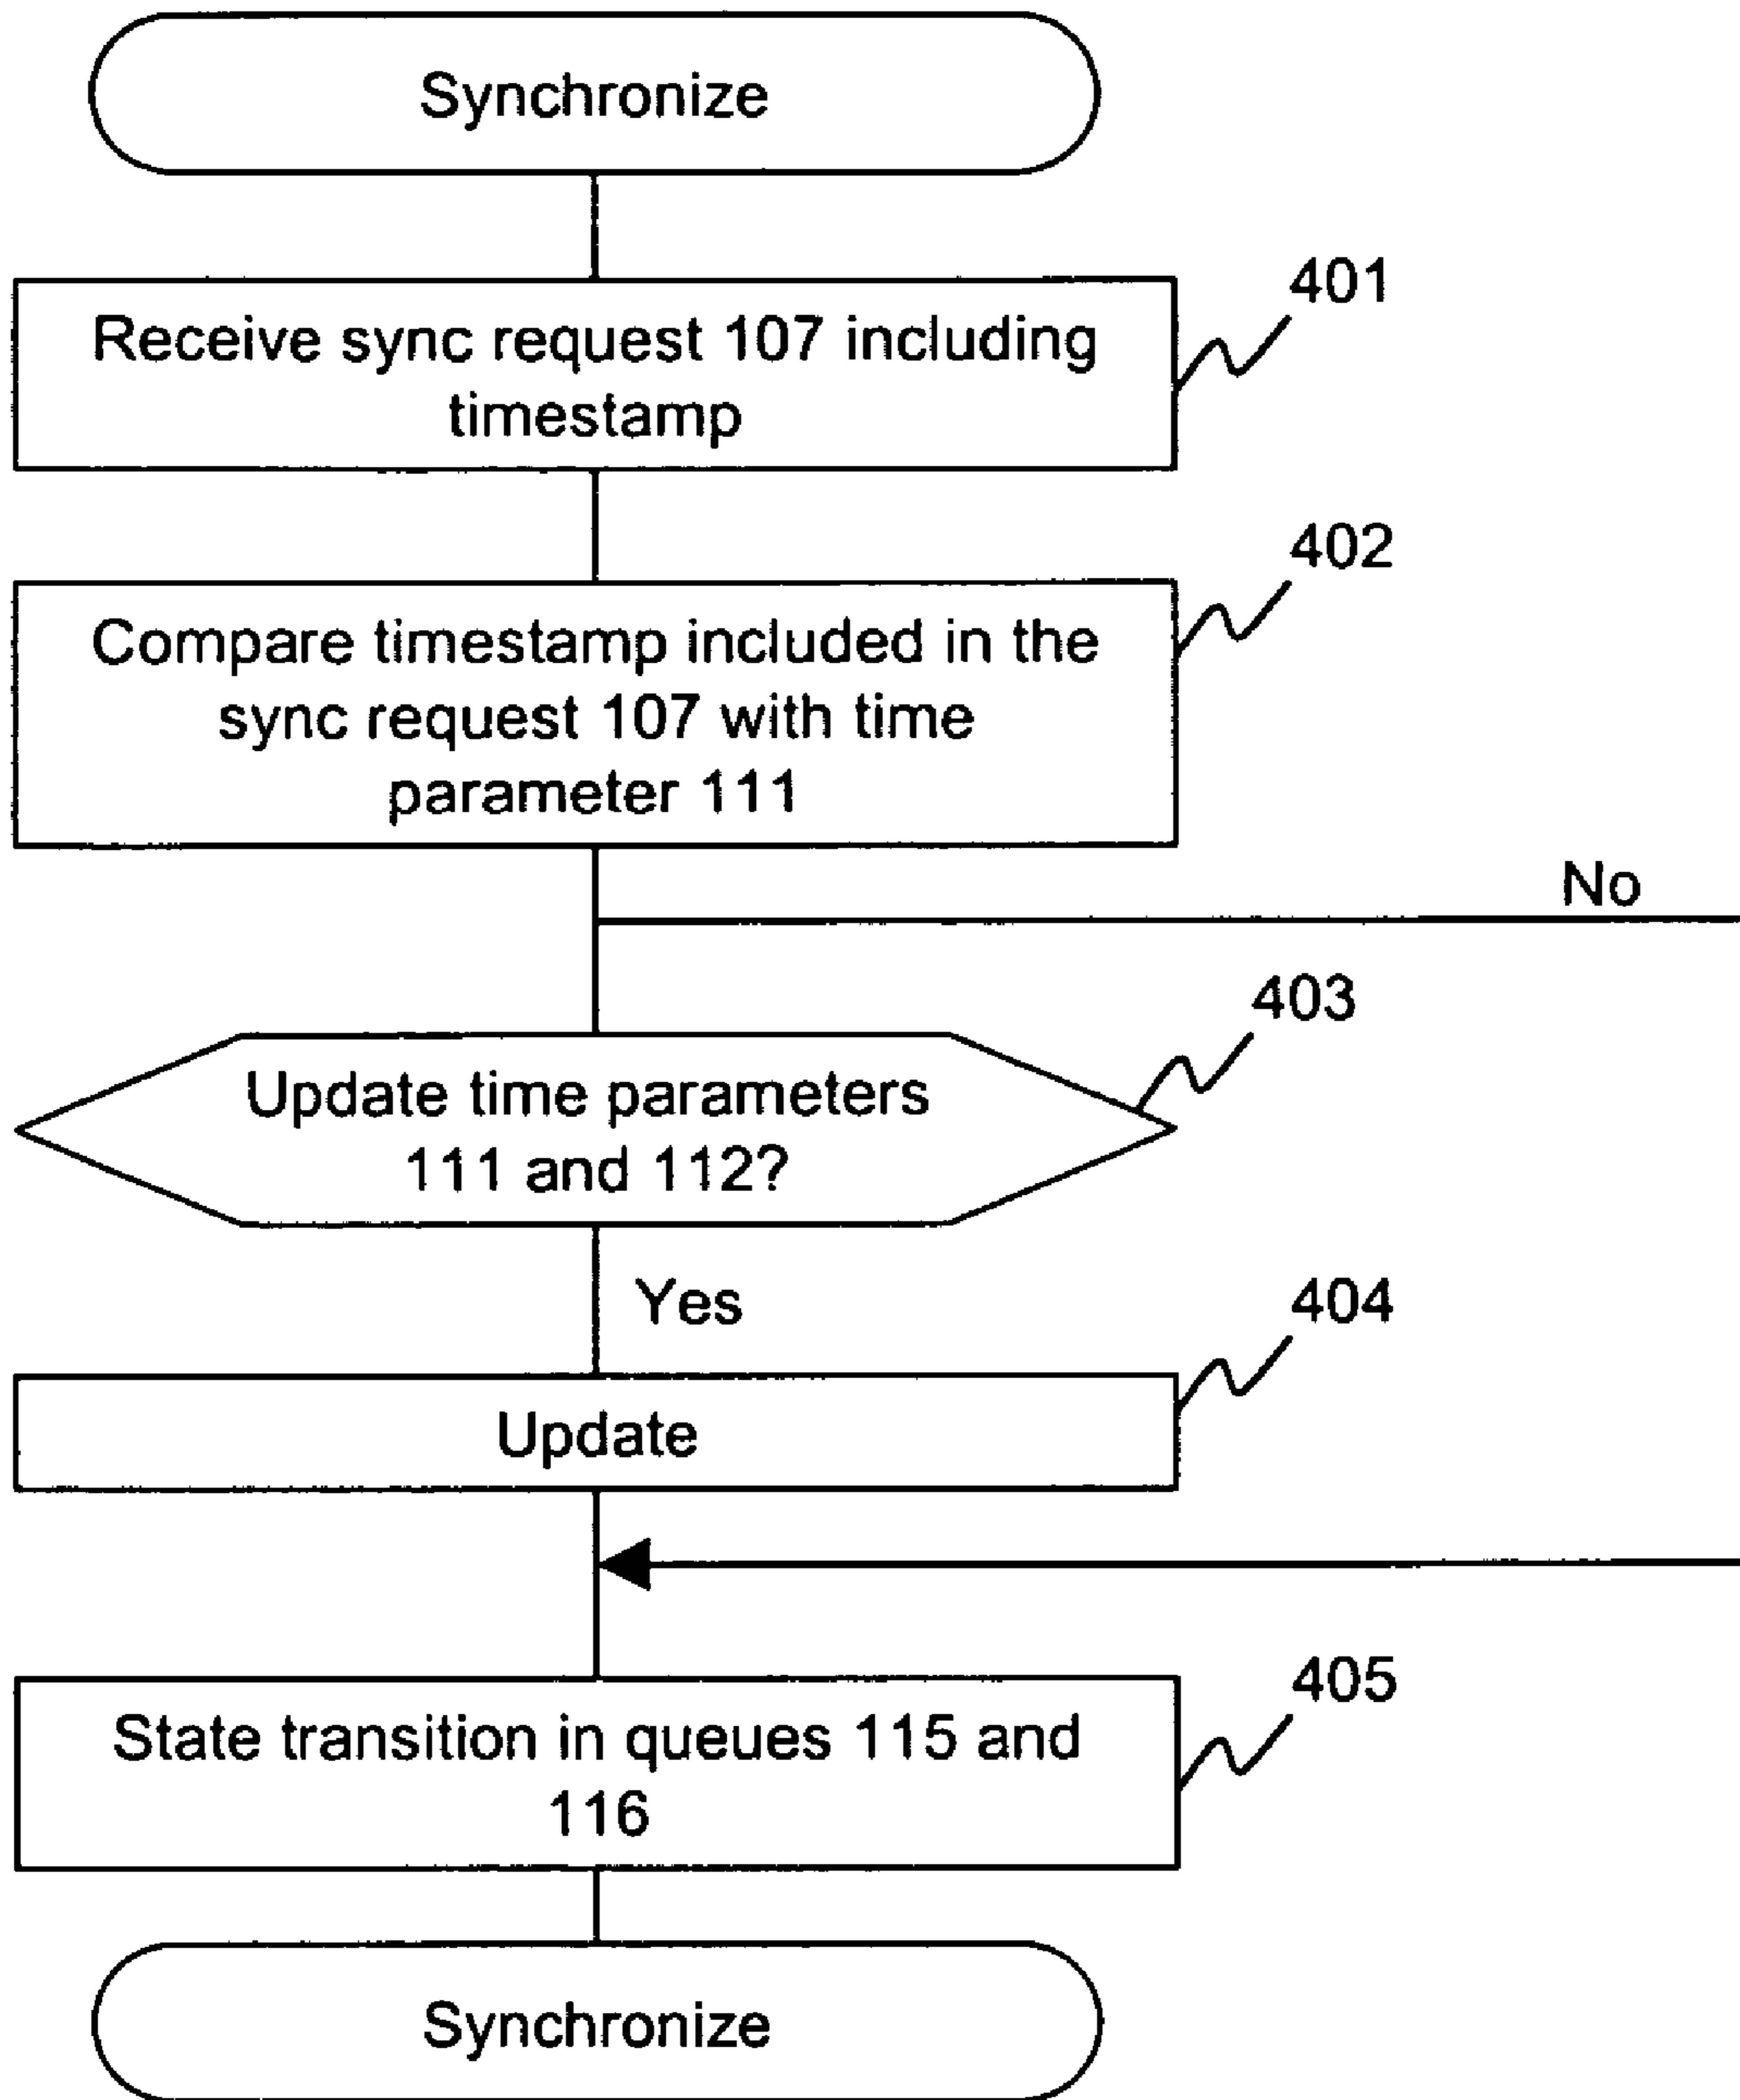 Synchronize
401
Receive sync request 107 including
timestamp
402
Compare timestamp included in the
sync request 107 with time
parameter 111
No
403
Update time parameters
111 and 112?
Yes
404
Update
405
State transition in queues 115 and
116
Synchronize